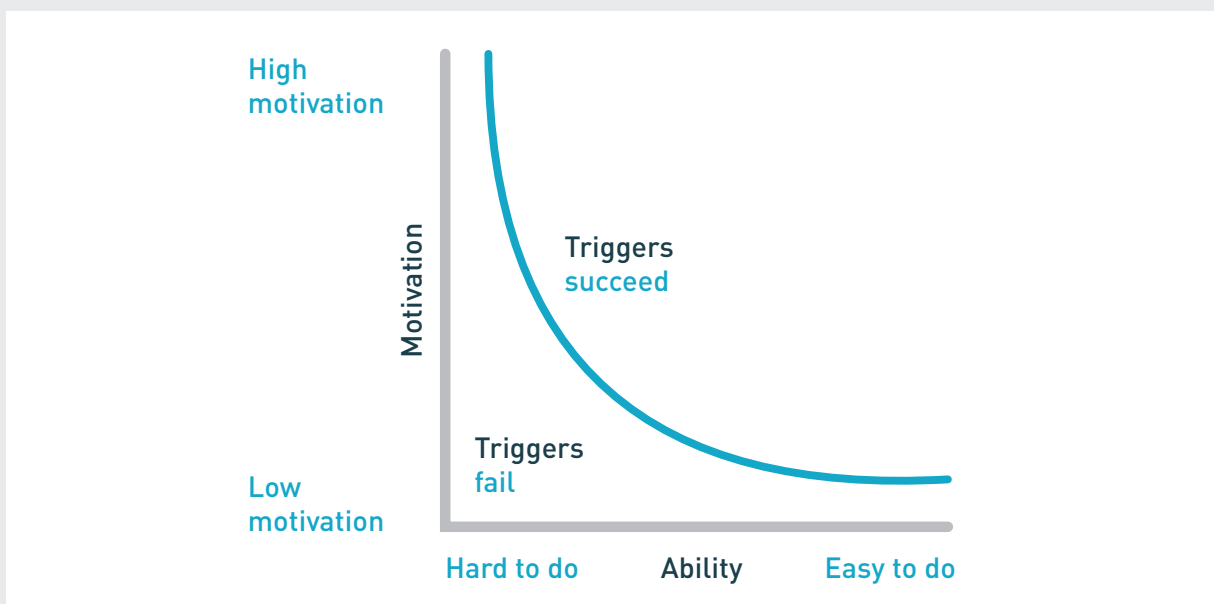 High
motivation
Motivation
Triggers
succeed
Triggers
fail
Low
motivation
Hard to do
Ability
Easy to do